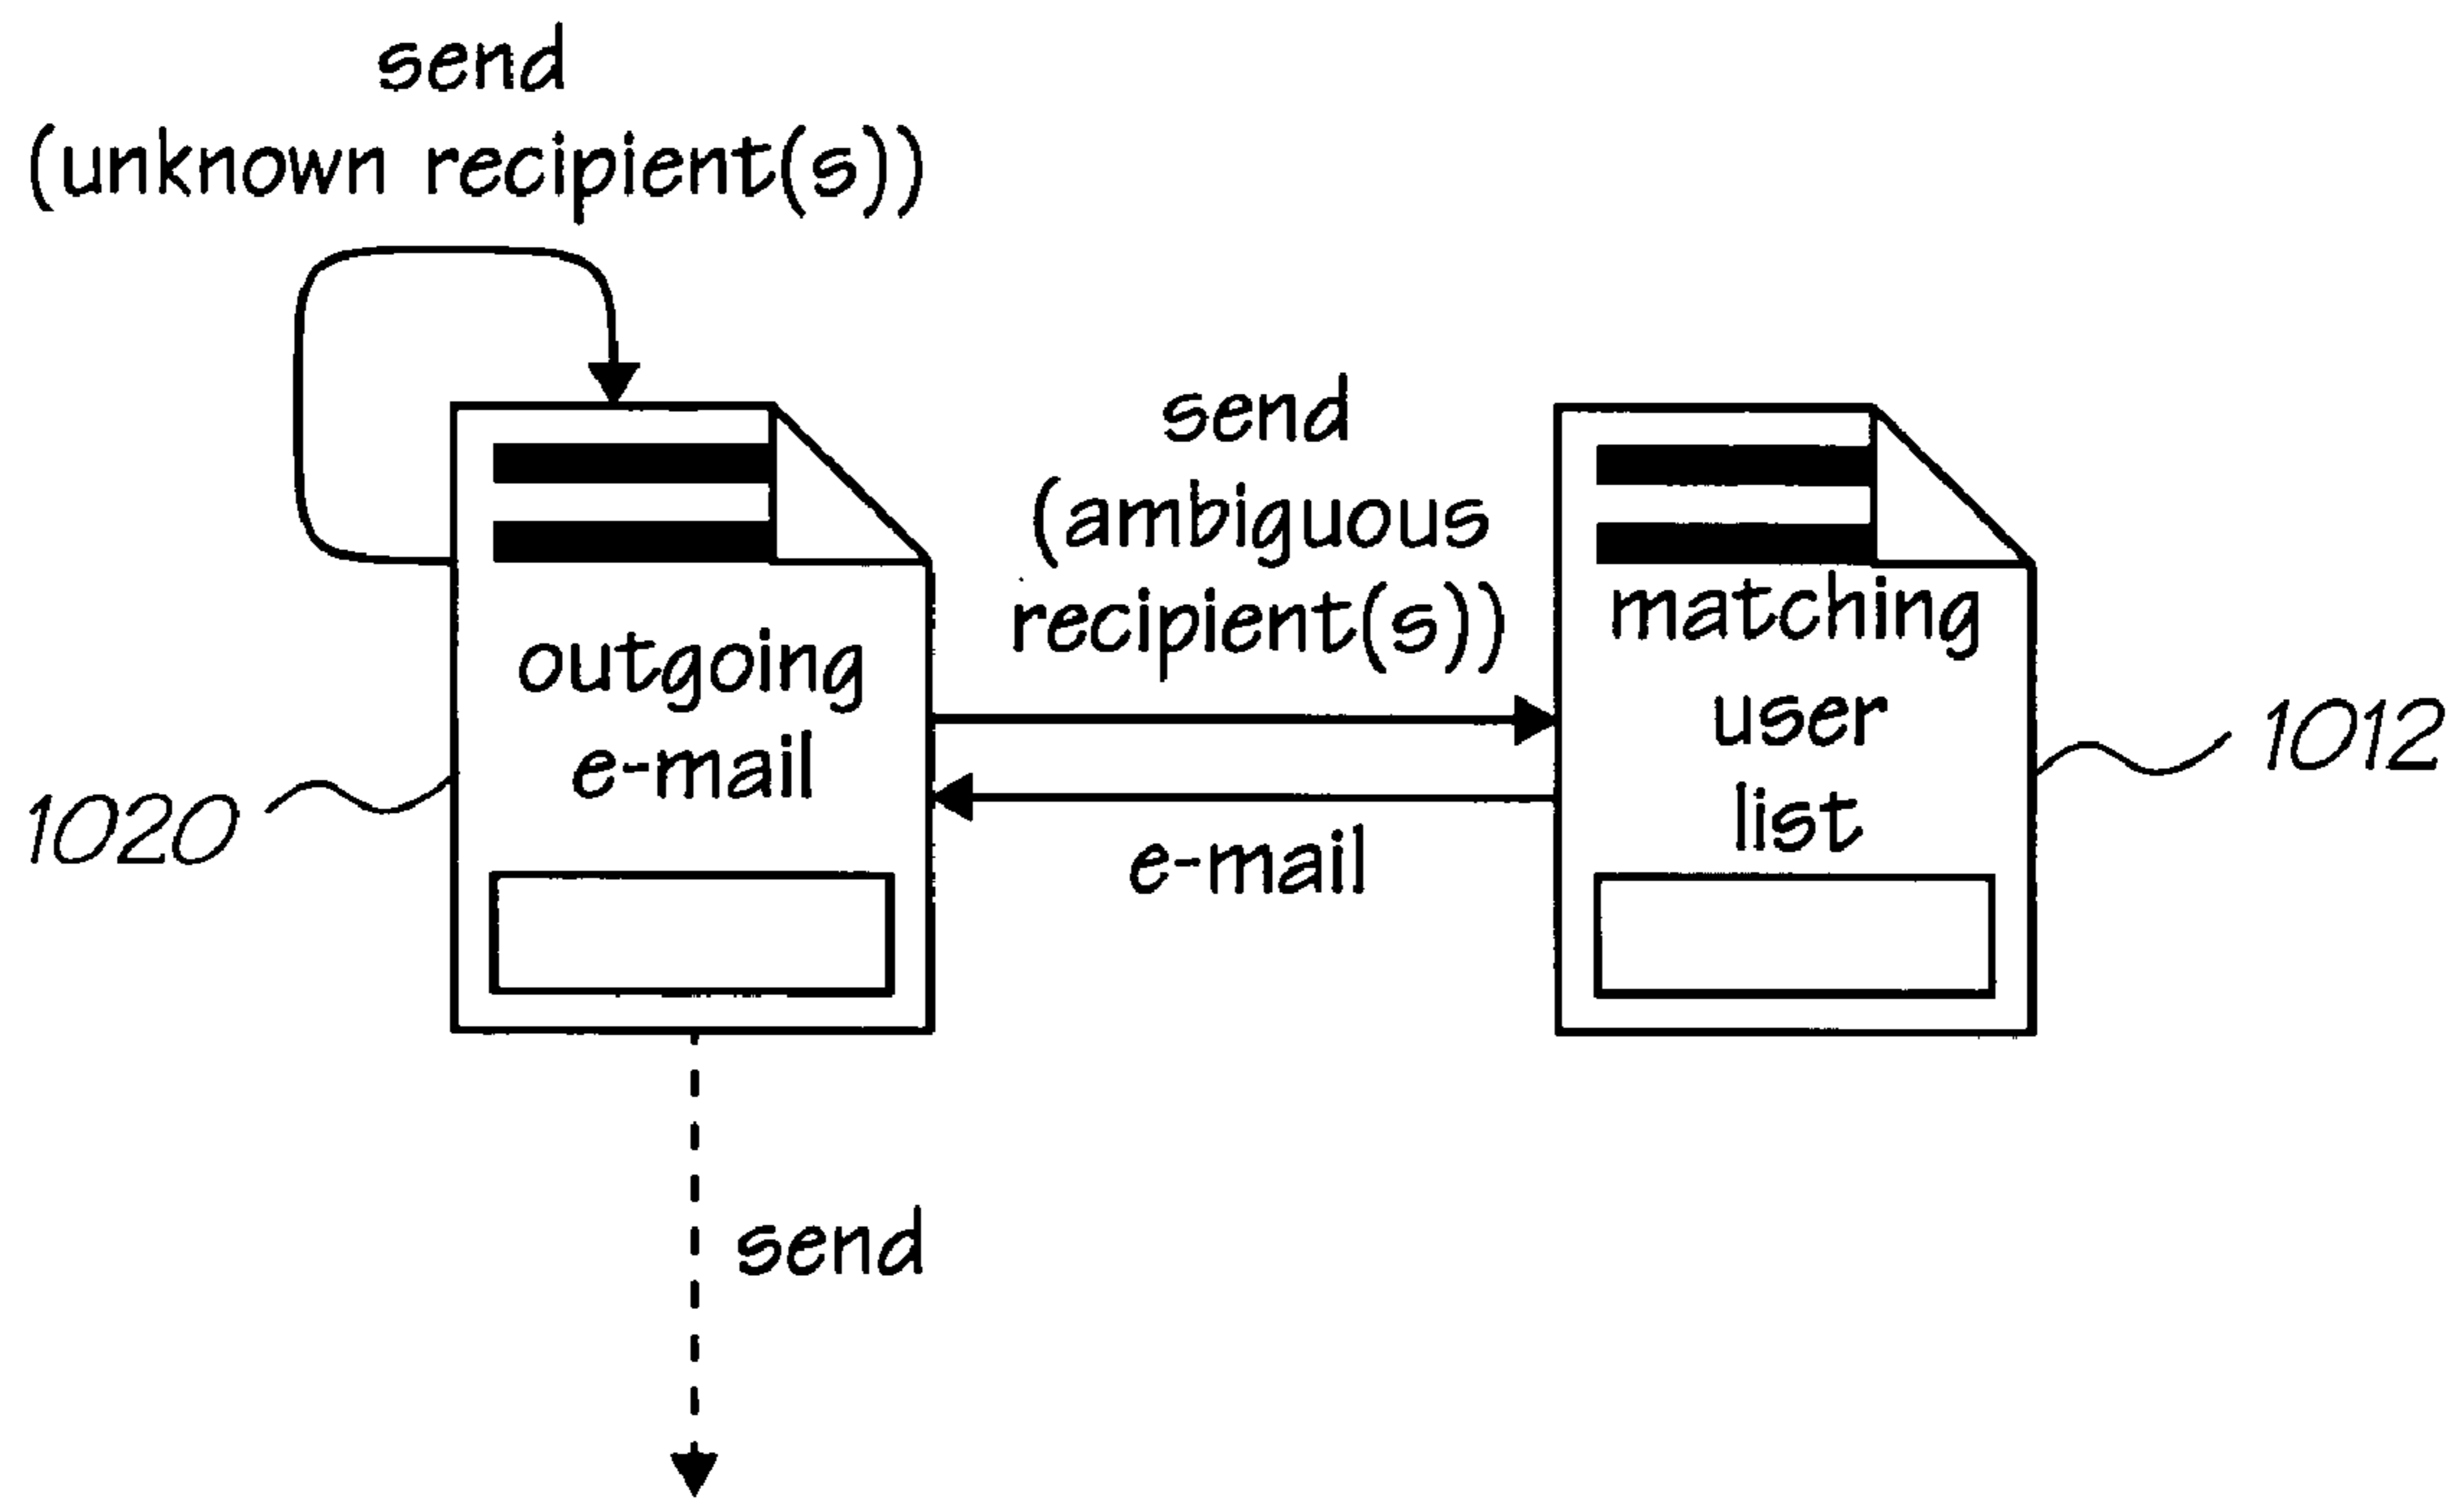 send
(unknown recipient(s))
send
(ambiguous
recipient(s))
outgoing
e-mail
matching
user
list
e-mail
1020
1012
send